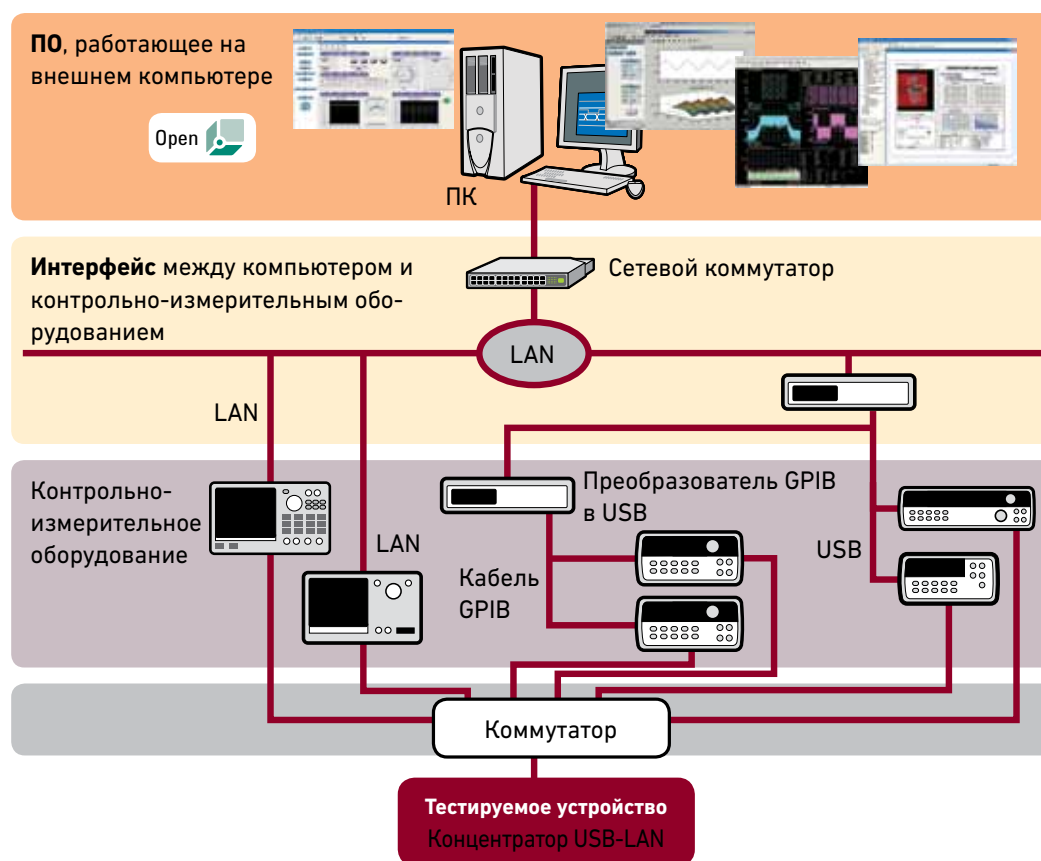 ПО, работающее на
внешнем компьютере
Open
ПК
Интерфейс между компьютером и
контрольно-измерительным обо-
рудованием
Сетевой коммутатор
LAN
LAN
Контрольно-
измерительное
оборудование
LAN
Преобразователь GPIB
в USB
Кабель
GPIB
USB
Коммутатор
Тестируемое устройство
Концентратор USB-LAN